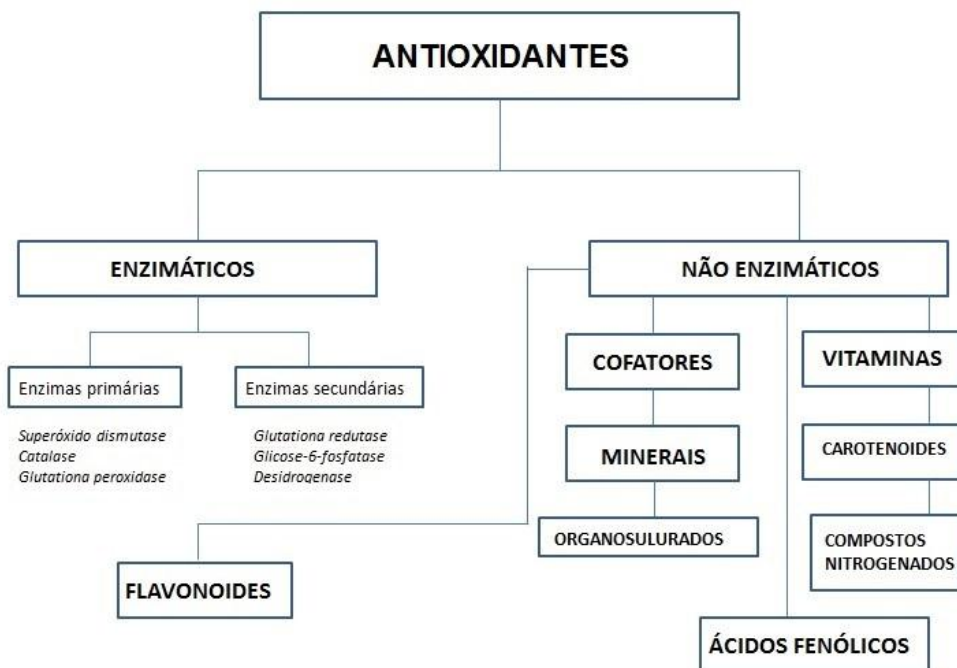 ANTIOXIDANTES
ENZIMÁTICOS
NÃO ENZIMÁTICOS
Enzimas primárias
Enzimas secundárias
Superóxido dismutase
Catalase
Glutationa peroxidase
Glutationa redutase
Glicose-6-fosfatase
Desidrogenase
COFATORES
VITAMINAS
MINERAIS
CAROTENOIDES
ORGANOSULURADOS
COMPOSTOS
NITROGENADOS
FLAVONOIDES
ÁCIDOS FENÓLICOS